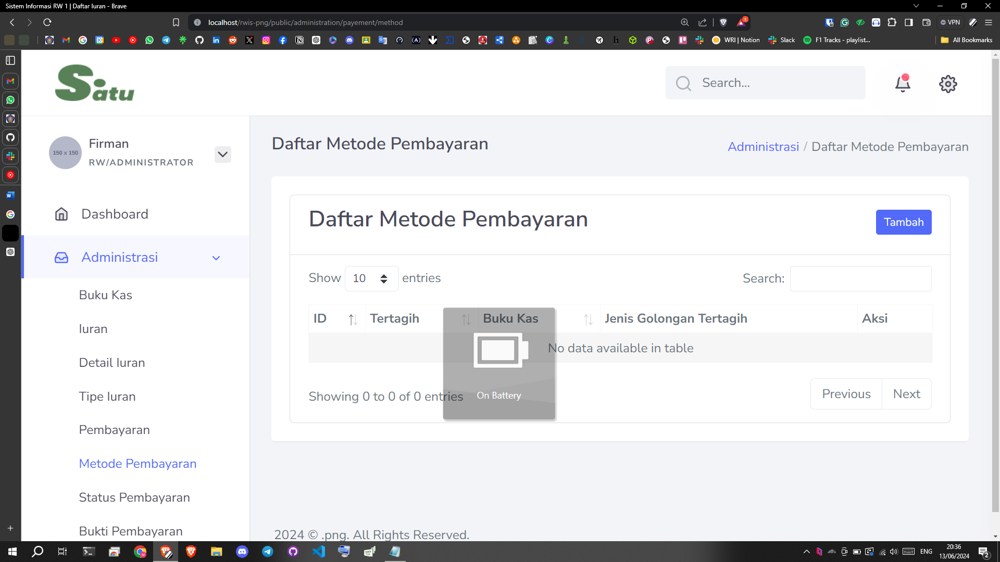 Sistem Informasi RW 1 | Daftar Iuran - Brave
localhost/rwis-png/public/administration/payement/method
1
VPN
WRI | Notion
Slack
F1 Tracks - playlist...
All Bookmarks
Satu
Search...
150 x 150
Firman
RW/ADMINISTRATOR
Daftar Metode Pembayaran
Administrasi / Daftar Metode Pembayaran
Dashboard
Administrasi
Buku Kas
Iuran
Detail Iuran
Tipe Iuran
Pembayaran
Metode Pembayaran
Status Pembayaran
Bukti Pembayaran
Daftar Metode Pembayaran
Tambah
Show 10 entries
Search:
ID Tertagih Buku Kas Jenis Golongan Tertagih Aksi
No data available in table
Showing 0 to 0 of 0 entries
On Battery
Previous Next
2024 © .png. All Rights Reserved.
ENG
20:36
13/06/2024
2